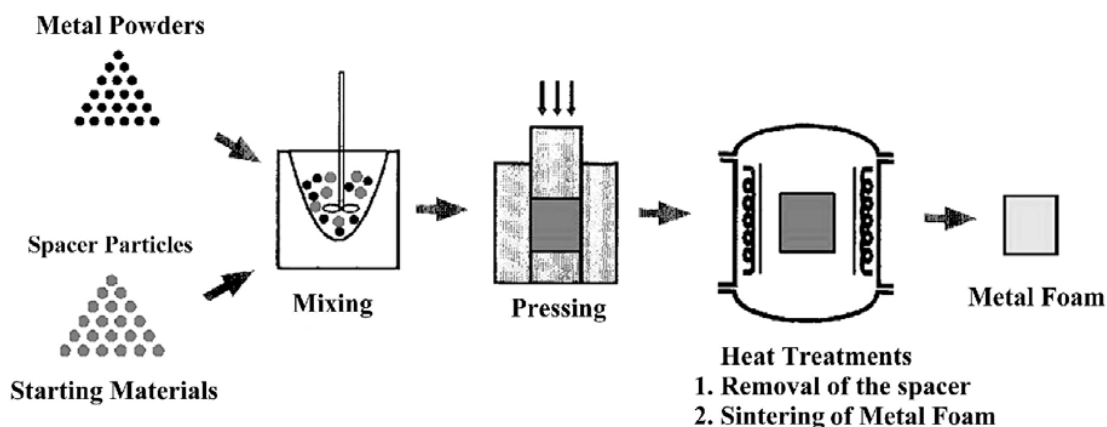 Metal Powders
Spacer Particles
Starting Materials
Mixing
Pressing
Heat Treatments
1. Removal of the spacer
2. Sintering of Metal Foam
Metal Foam